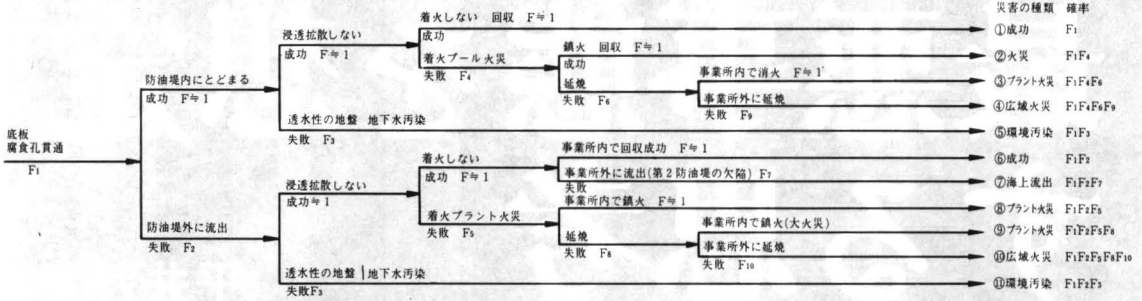 災害の種類 確率
着火しない 回収 F≒1
成功
①成功 F₁
浸透拡散しない
成功 F≒1
鎮火 回収 F≒1
成功
②火災 F₁F₄
着火プール火災
失敗 F₄
事業所内で消火 F≒1
③プラント火災 F₁F₄F₆
防油堤内にとどまる
成功 F≒1
延焼
失敗 F₆
事業所外に延焼
失敗 F₉
④広域火災 F₁F₄F₆F₉
透水性の地盤 地下水汚染
失敗 F₃
⑤環境汚染 F₁F₃
底板
腐食孔貫通
F₁
着火しない
成功 F≒1
事業所内で回収成功 F≒1
⑥成功 F₁F₂
事業所外に流出(第2防油堤の欠陥) F₇
失敗
⑦海上流出 F₁F₂F₇
浸透拡散しない
成功≒1
事業所内で鎮火 F≒1
⑧プラント火災 F₁F₂F₅
着火プラント火災
失敗 F₅
事業所内で鎮火(大火災)
⑨プラント火災 F₁F₂F₅F₈
防油堤外に流出
失敗 F₂
延焼
失敗 F₈
事業所外に延焼
失敗 F₁₀
⑩広域火災 F₁F₂F₅F₈F₁₀
透水性の地盤 地下水汚染
失敗F₃
⑪環境汚染 F₁F₂F₃